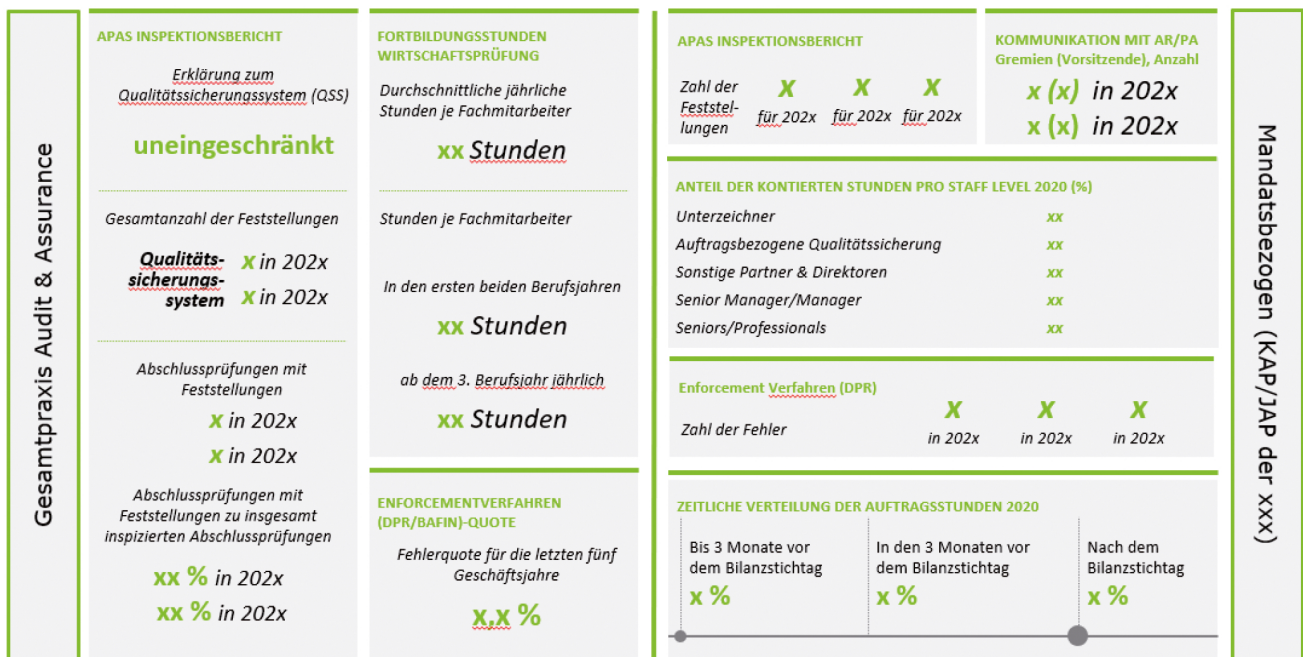 Gesamtpraxis Audit & Assurance
APAS INSPEKTIONSBERICHT
Erklärung zum
Qualitätssicherungssystem (QSS)
uneingeschränkt
Gesamtanzahl der Feststellungen
Qualitäts-
sicherungs-
system
x in 202x
x in 202x
Abschlussprüfungen mit
Feststellungen
x in 202x
x in 202x
Abschlussprüfungen mit
Feststellungen zu insgesamt
inspizierten Abschlussprüfungen
xx % in 202x
xx % in 202x
FORTBILDUNGSSTUNDEN
WIRTSCHAFTSPRÜFUNG
Durchschnittliche jährliche
Stunden je Fachmitarbeiter
xx Stunden
Stunden je Fachmitarbeiter
In den ersten beiden Berufsjahren
xx Stunden
ab dem 3. Berufsjahr jährlich
xx Stunden
ENFORCEMENTVERFAHREN
(DPR/BAFIN)-QUOTE
Fehlerquote für die letzten fünf
Geschäftsjahre
x,x %
APAS INSPEKTIONSBERICHT
Zahl der
Feststel-
lungen
x x x
für 202x für 202x für 202x
KOMMUNIKATION MIT AR/PA
Gremien (Vorsitzende), Anzahl
x (x) in 202x
x (x) in 202x
ANTEIL DER KONTIERTEN STUNDEN PRO STAFF LEVEL 2020 (%)
Unterzeichner xx
Auftragsbezogene Qualitätssicherung xx
Sonstige Partner & Direktoren xx
Senior Manager/Manager xx
Seniors/Professionals xx
Enforcement Verfahren (DPR)
Zahl der Fehler
x x x
in 202x in 202x in 202x
ZEITLICHE VERTEILUNG DER AUFTRAGSSTUNDEN 2020
Bis 3 Monate vor
dem Bilanzstichtag
x %
In den 3 Monaten vor
dem Bilanzstichtag
x %
Nach dem
Bilanzstichtag
x %
Mandatsbezogen (KAP/JAP der xxx)